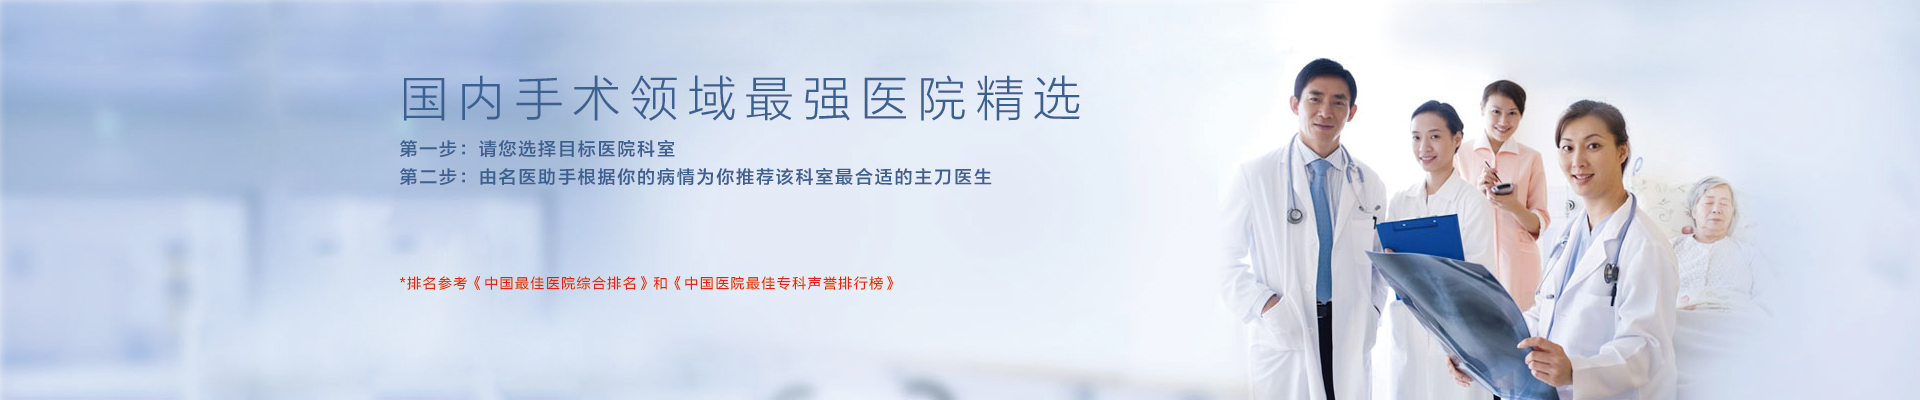 国内手术领域最强医院精选
第一步：请您选择目标医院科室
第二步：由名医助手根据你的病情为你推荐该科室最合适的主刀医生
*排名参考《中国最佳医院综合排名》和《中国医院最佳专科声誉排行榜》